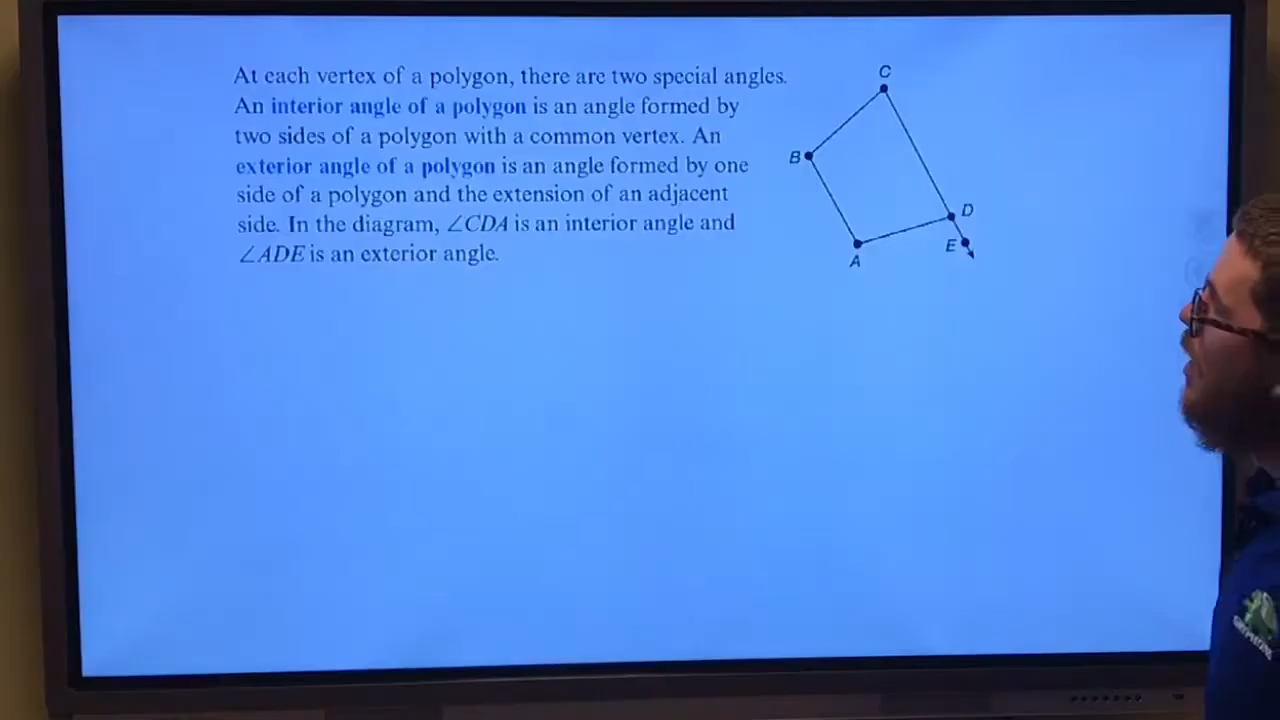 At each vertex of a polygon, there are two special angles.
An interior angle of a polygon is an angle formed by
two sides of a polygon with a common vertex. An
exterior angle of a polygon is an angle formed by one
side of a polygon and the extension of an adjacent
side. In the diagram, ∠CDA is an interior angle and
∠ADE is an exterior angle.
C
B
D
E
A